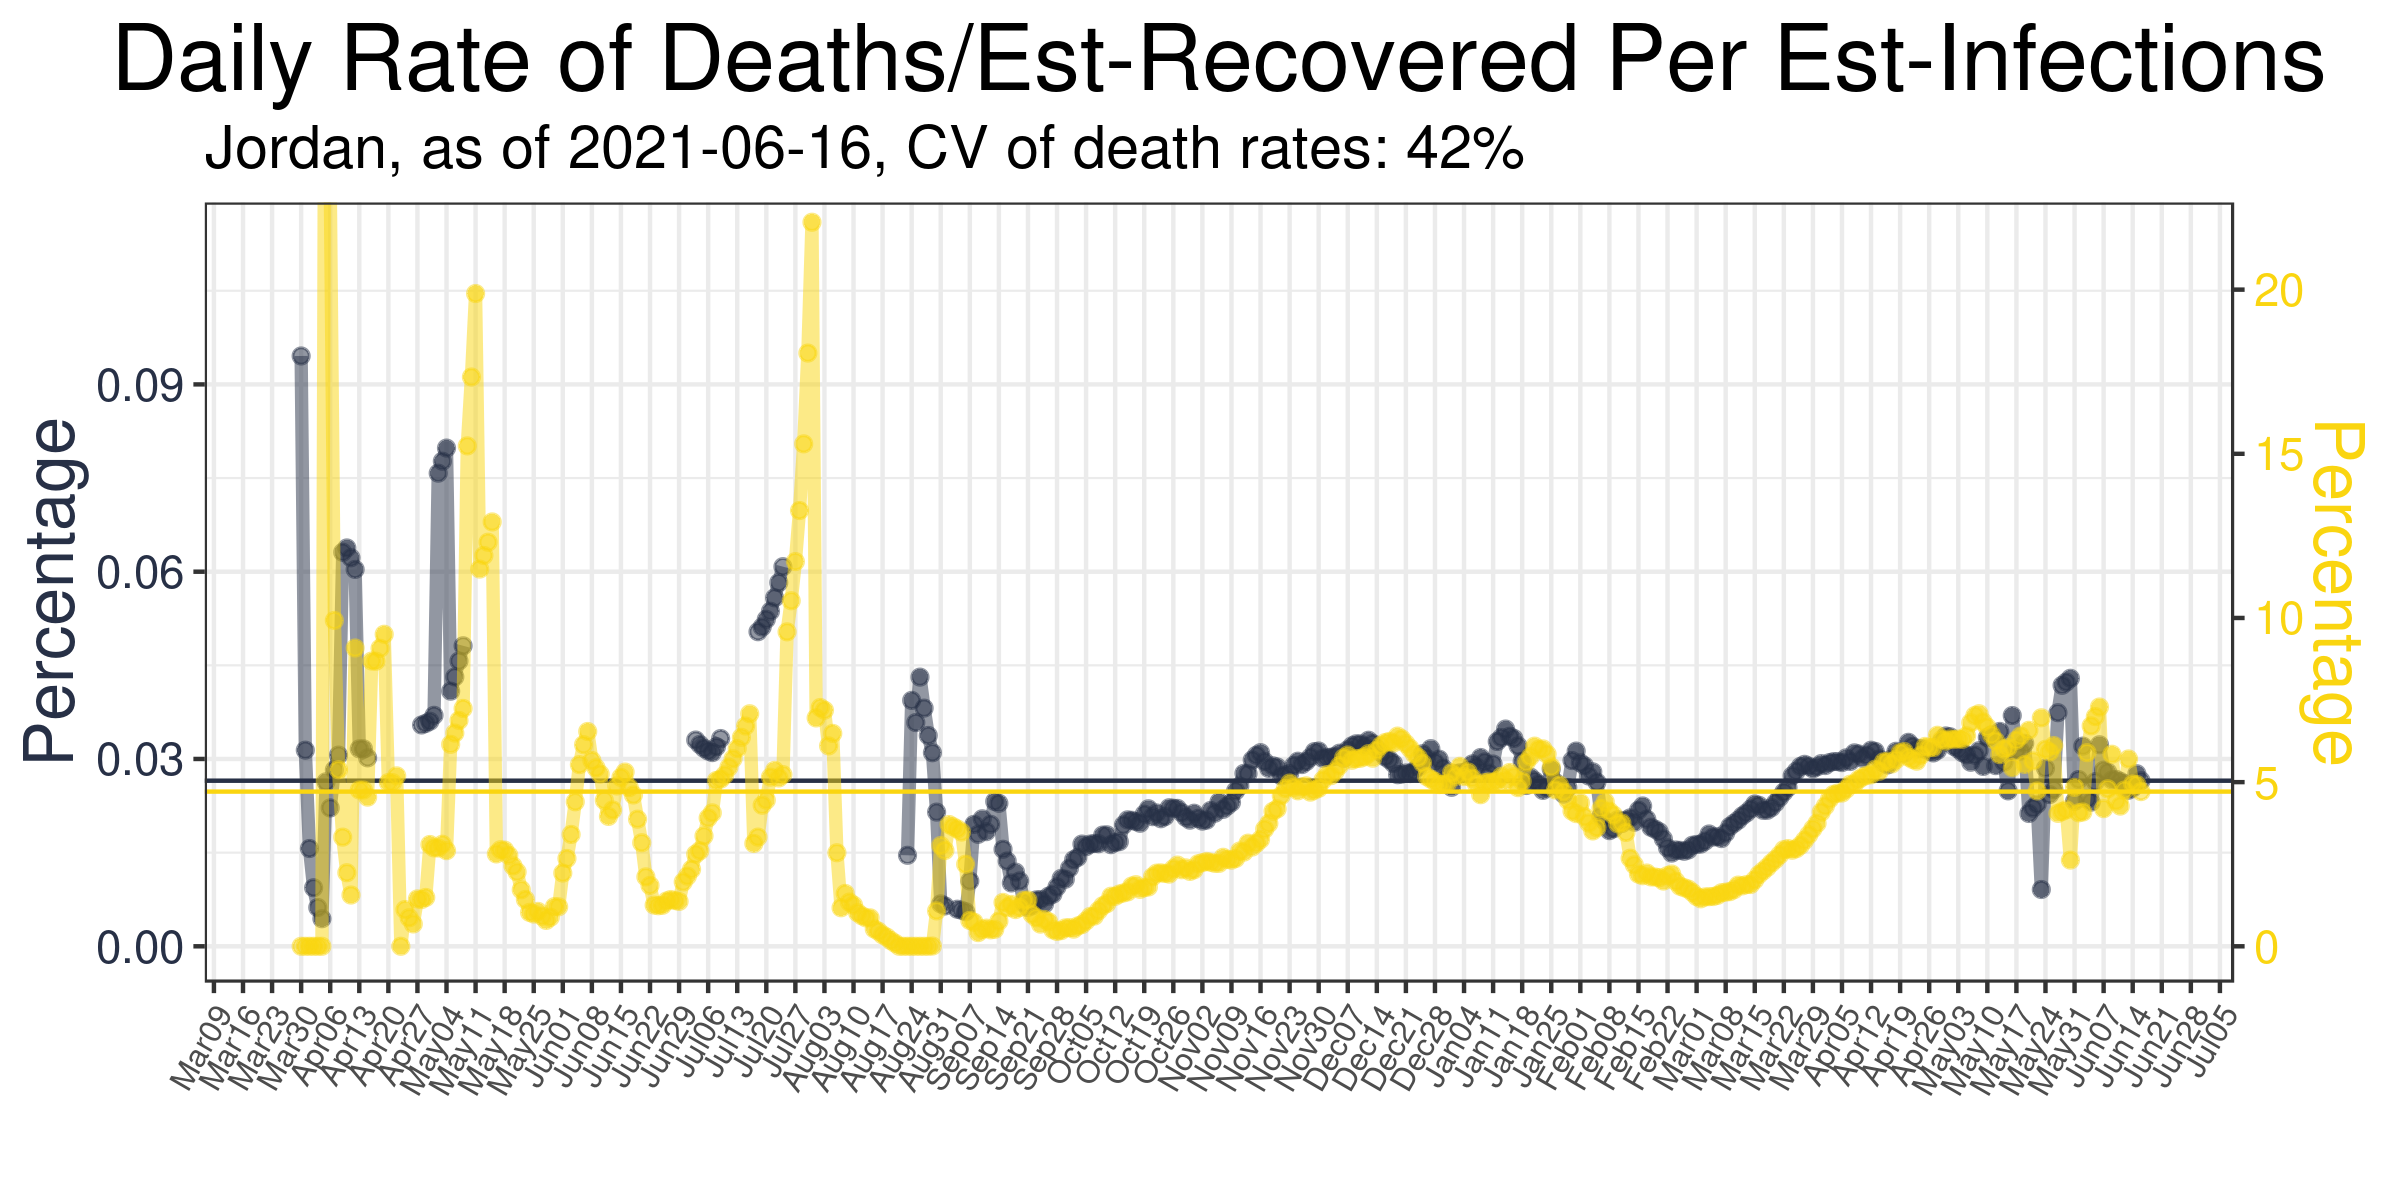 Daily Rate of Deaths/Est-Recovered Per Est-Infections
Jordan, as of 2021-06-16, CV of death rates: 42%
Percentage
0.09
0.06
0.03
0.00
20
15
10
5
0
Percentage
Mar09
Mar16
Mar23
Mar30
Apr06
Apr13
Apr20
Apr27
May04
May11
May18
May25
Jun01
Jun08
Jun15
Jun22
Jun29
Jul06
Jul13
Jul20
Jul27
Aug03
Aug10
Aug17
Aug24
Aug31
Sep07
Sep14
Sep21
Sep28
Oct05
Oct12
Oct19
Oct26
Nov02
Nov09
Nov16
Nov23
Nov30
Dec07
Dec14
Dec21
Dec28
Jan04
Jan11
Jan18
Jan25
Feb01
Feb08
Feb15
Feb22
Mar01
Mar08
Mar15
Mar22
Mar29
Apr05
Apr12
Apr19
Apr26
May03
May10
May17
May24
May31
Jun07
Jun14
Jun21
Jun28
Jul05